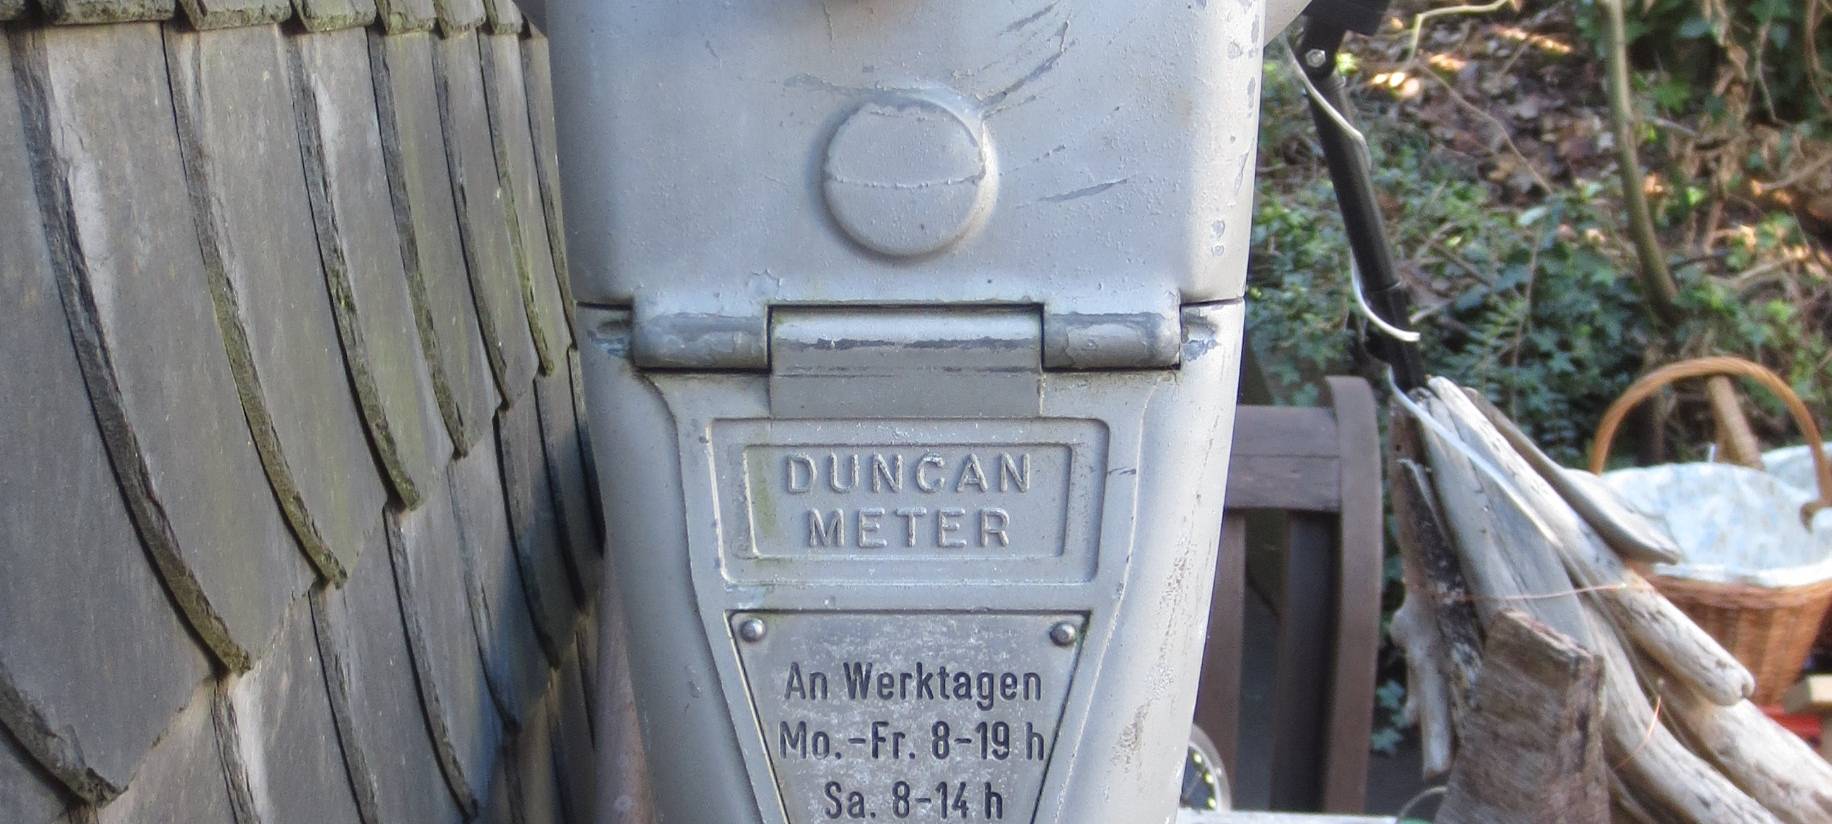 DUNCAN
METER
An Werktagen
Mo.-Fr. 8-19 h
Sa. 8-14 h